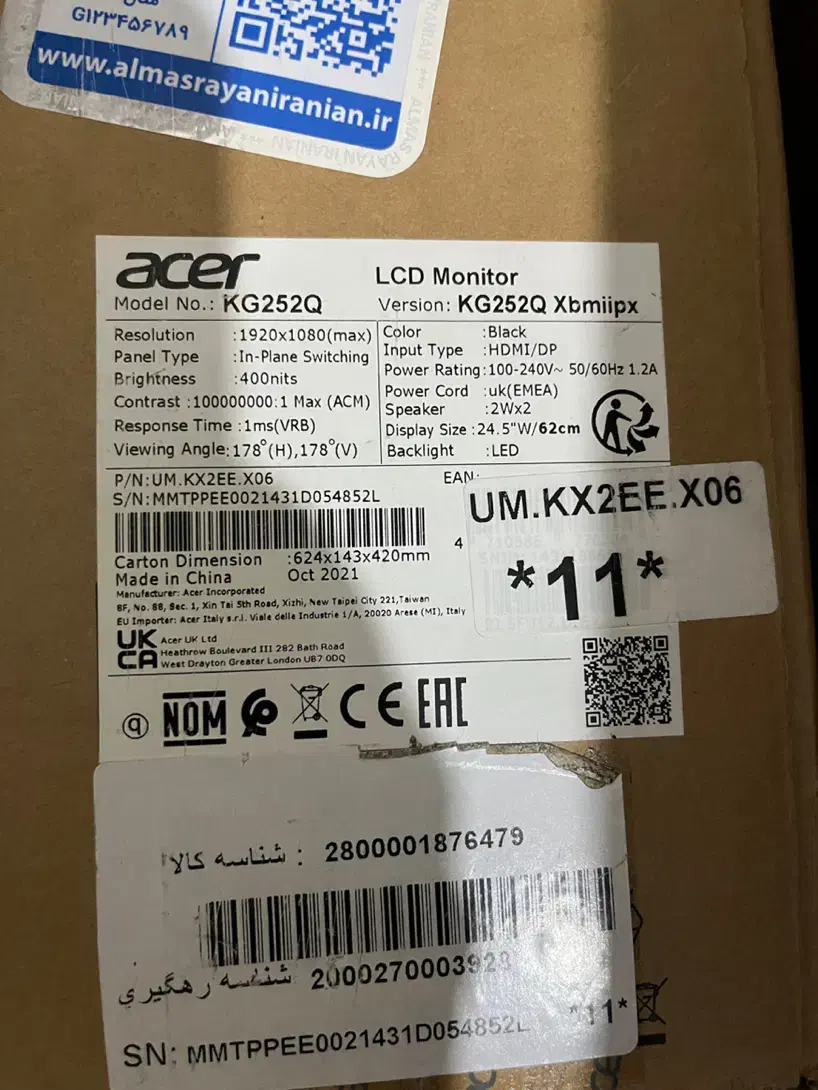 G۱۲۳۴۵۶۷۸۹
www.almasrayaniranian.ir
ALMAS RAYAN IRANIAN
acer
LCD Monitor
Model No.: KG252Q
Version: KG252Q Xbmiipx
Resolution :1920x1080(max)
Panel Type :In-Plane Switching
Brightness :400nits
Contrast :100000000:1 Max (ACM)
Response Time :1ms(VRB)
Viewing Angle:178°(H),178°(V)
Color :Black
Input Type :HDMI/DP
Power Rating:100-240V~ 50/60Hz 1.2A
Power Cord :uk(EMEA)
Speaker :2Wx2
Display Size :24.5"W/62cm
Backlight :LED
P/N:UM.KX2EE.X06
EAN:
S/N:MMTPPEE0021431D054852L
4
UM.KX2EE.X06
*11*
Carton Dimension :624x143x420mm
Made in China Oct 2021
Manufacturer: Acer Incorporated
8F, No. 88, Sec. 1, Xin Tai 5th Road, Xizhi, New Taipei City 221,Taiwan
EU Importer: Acer Italy s.r.l. Viale delle Industrie 1/A, 20020 Arese (MI), Italy
UK
CA
Acer UK Ltd
Heathrow Boulevard III 282 Bath Road
West Drayton Greater London UB7 0DQ
NOM CE EAC
شناسه کالا : 2800001876479
شناسه رهگيري 2000270003928
*11*
SN: MMTPPEE0021431D054852L